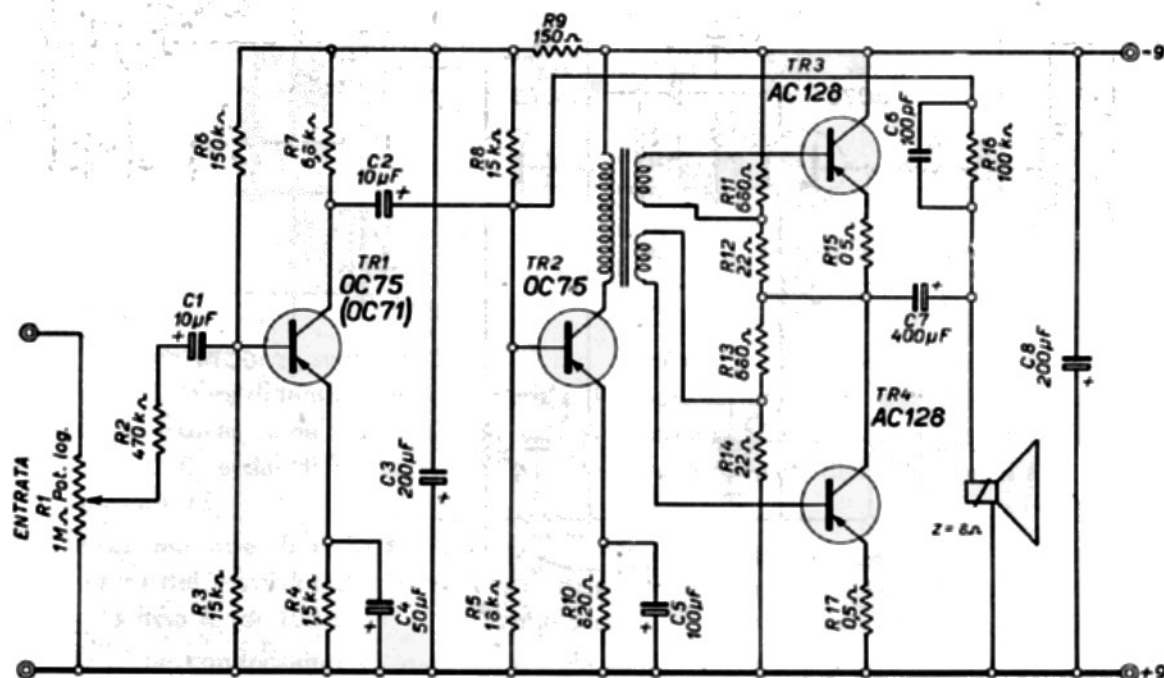 R9
150Ω
-9
TR3
AC128
R6
150kΩ
R7
6,8kΩ
C2
10µF
+
R8
15kΩ
R11
680Ω
C6
100pF
R16
100kΩ
R12
22Ω
R15
0,5Ω
TR1
OC75
(OC71)
TR2
OC75
C1
10µF
+
+
C7
400µF
R13
680Ω
C8
200µF
+
TR4
AC128
R2
470kΩ
ENTRATA
R1
1MΩ Pot. log.
C3
200µF
+
R14
22Ω
Z = 8Ω
R3
15kΩ
R4
1,5kΩ
C4
50µF
+
R5
18kΩ
R10
820Ω
C5
100µF
+
R17
0,5Ω
+9